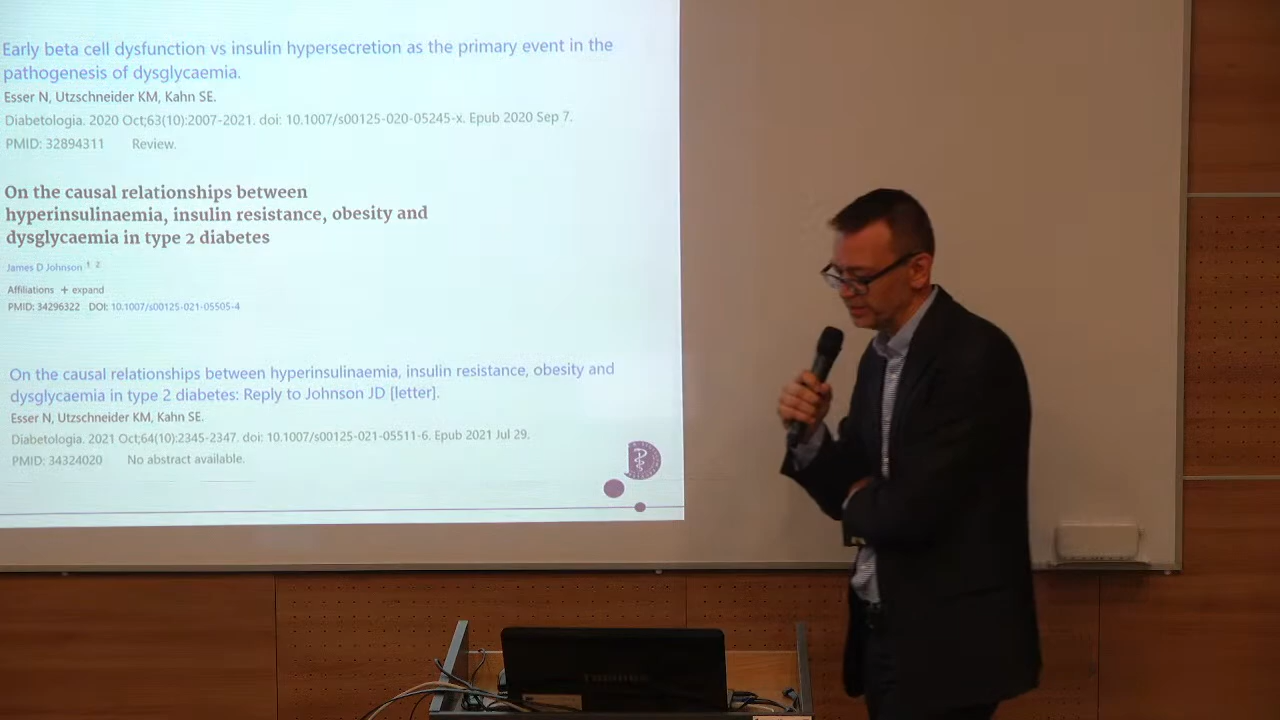 Early beta cell dysfunction vs insulin hypersecretion as the primary event in the
pathogenesis of dysglycaemia.
Esser N, Utzschneider KM, Kahn SE.
Diabetologia. 2020 Oct;63(10):2007-2021. doi: 10.1007/s00125-020-05245-x. Epub 2020 Sep 7.
PMID: 32894311 Review.
On the causal relationships between
hyperinsulinaemia, insulin resistance, obesity and
dysglycaemia in type 2 diabetes
James D Johnson 1 2
Affiliations + expand
PMID: 34296322 DOI: 10.1007/s00125-021-05505-4
On the causal relationships between hyperinsulinaemia, insulin resistance, obesity and
dysglycaemia in type 2 diabetes: Reply to Johnson JD [letter].
Esser N, Utzschneider KM, Kahn SE.
Diabetologia. 2021 Oct;64(10):2345-2347. doi: 10.1007/s00125-021-05511-6. Epub 2021 Jul 29.
PMID: 34324020 No abstract available.
TOSHIBA